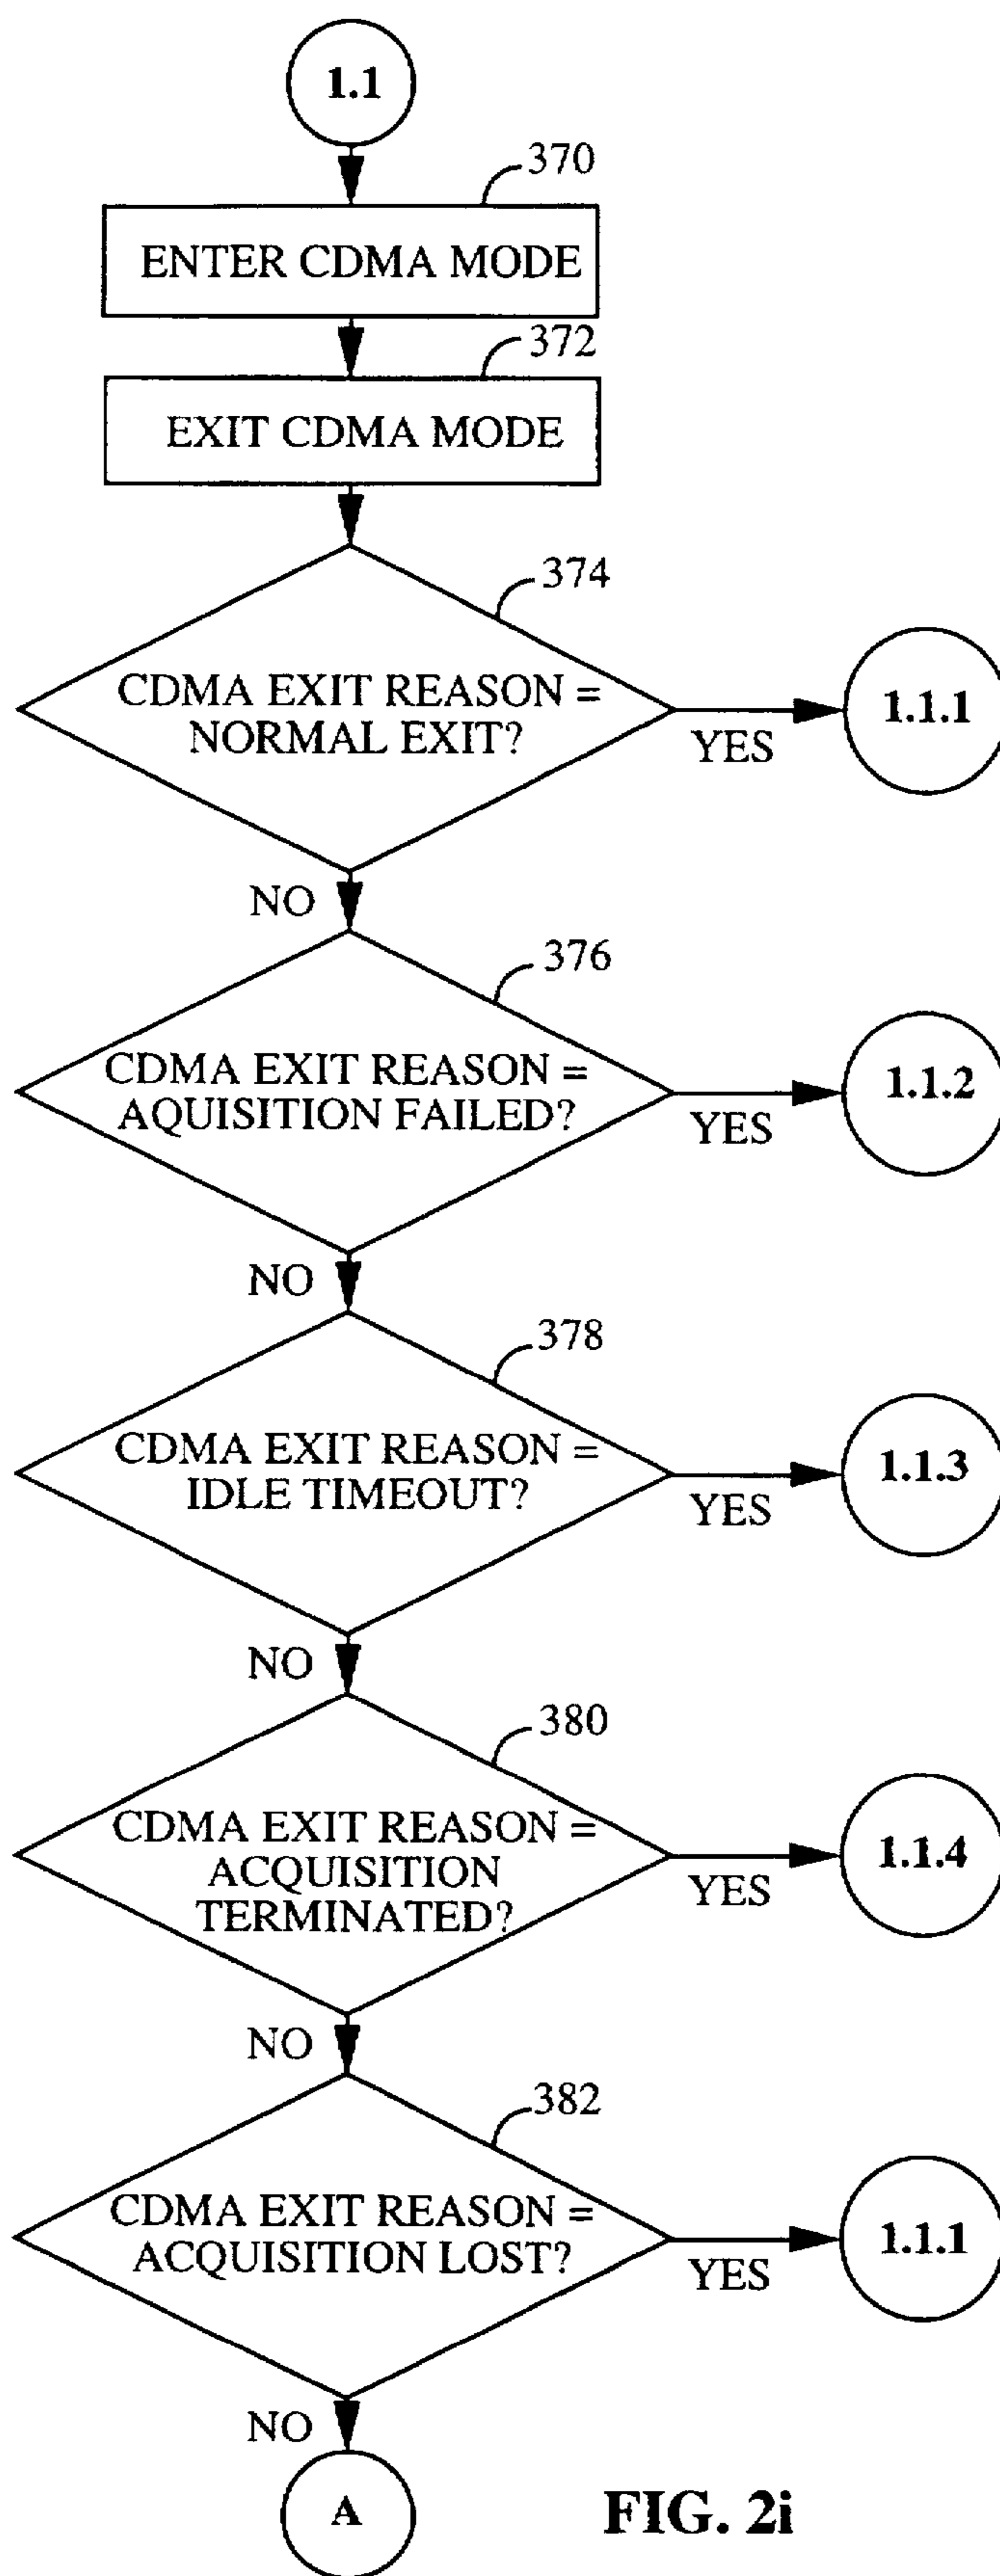 1.1
370
ENTER CDMA MODE
372
EXIT CDMA MODE
374
CDMA EXIT REASON =
NORMAL EXIT?
YES
1.1.1
NO
376
CDMA EXIT REASON =
AQUISITION FAILED?
YES
1.1.2
NO
378
CDMA EXIT REASON =
IDLE TIMEOUT?
YES
1.1.3
NO
380
CDMA EXIT REASON =
ACQUISITION
TERMINATED?
YES
1.1.4
NO
382
CDMA EXIT REASON =
ACQUISITION LOST?
YES
1.1.1
NO
A
FIG. 2i